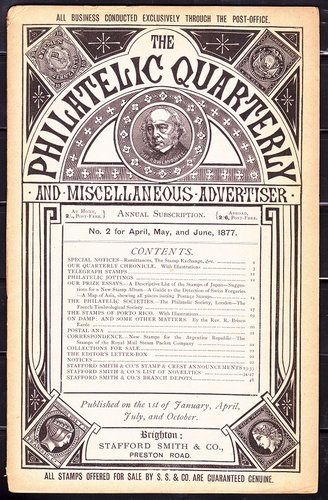 ALL BUSINESS CONDUCTED EXCLUSIVELY THROUGH THE POST-OFFICE.
THE
PHILATELIC QUARTERLY
AND MISCELLANEOUS ADVERTISER
AT HOME,
2/-, POST-FREE.
ANNUAL SUBSCRIPTION.
ABROAD,
2/6, POST-FREE.
No. 2 for April, May, and June, 1877.
CONTENTS.
SPECIAL NOTICES—Remittances, The Stamp Exchange, &c.
OUR QUARTERLY CHRONICLE. With Illustrations
TELEGRAPH STAMPS
PHILATELIC JOTTINGS
OUR PRIZE ESSAYS—A Descriptive List of the Stamps of Japan—Sugges-
tions for a New Stamp Album—A Guide to the Detection of Swiss Forgeries
—A Map of Asia, showing all places issuing Postage Stamps
THE PHILATELIC SOCIETIES. The Philatelic Society, London—The
French Timbrological Society
THE STAMPS OF PORTO RICO. With Illustrations
ON DAMP: AND SOME OTHER MATTERS. By the Rev. R. Brisco
Earée
POSTAL ANA
CORRESPONDENCE.—New Stamps for the Argentine Republic—The
Stamps of the Royal Mail Steam Packet Company
COLLECTIONS FOR SALE
THE EDITOR'S LETTER-BOX
NOTICES
STAFFORD SMITH & CO.'S STAMP & CREST ANNOUNCEMENTS
STAFFORD SMITH & CO.'S LIST OF NOVELTIES
STAFFORD SMITH & CO.'S BRANCH DEPOTS
Published on the 1st of January, April,
July, and October.
Brighton:
STAFFORD SMITH & CO.,
PRESTON ROAD.
ALL STAMPS OFFERED FOR SALE BY S. S. & CO. ARE GUARANTEED GENUINE.